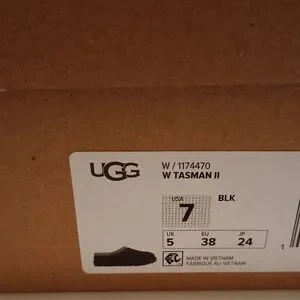 UGG
W / 1174470
W TASMAN II
USA
7
BLK
UK
5
EU
38
JP
24
MADE IN VIETNAM
FABRIQUÉ AU VIETNAM